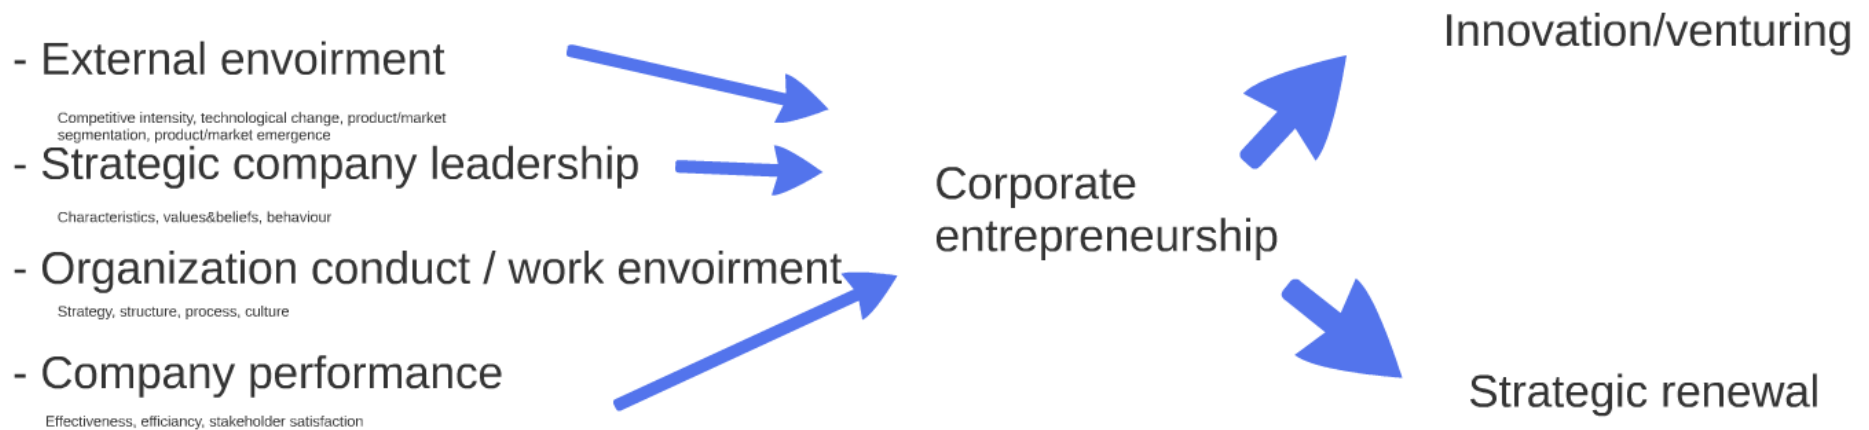 - External envoirment
Competitive intensity, technological change, product/market
segmentation, product/market emergence
- Strategic company leadership
Characteristics, values&beliefs, behaviour
- Organization conduct / work envoirment
Strategy, structure, process, culture
- Company performance
Effectiveness, efficiancy, stakeholder satisfaction
Corporate
entrepreneurship
Innovation/venturing
Strategic renewal